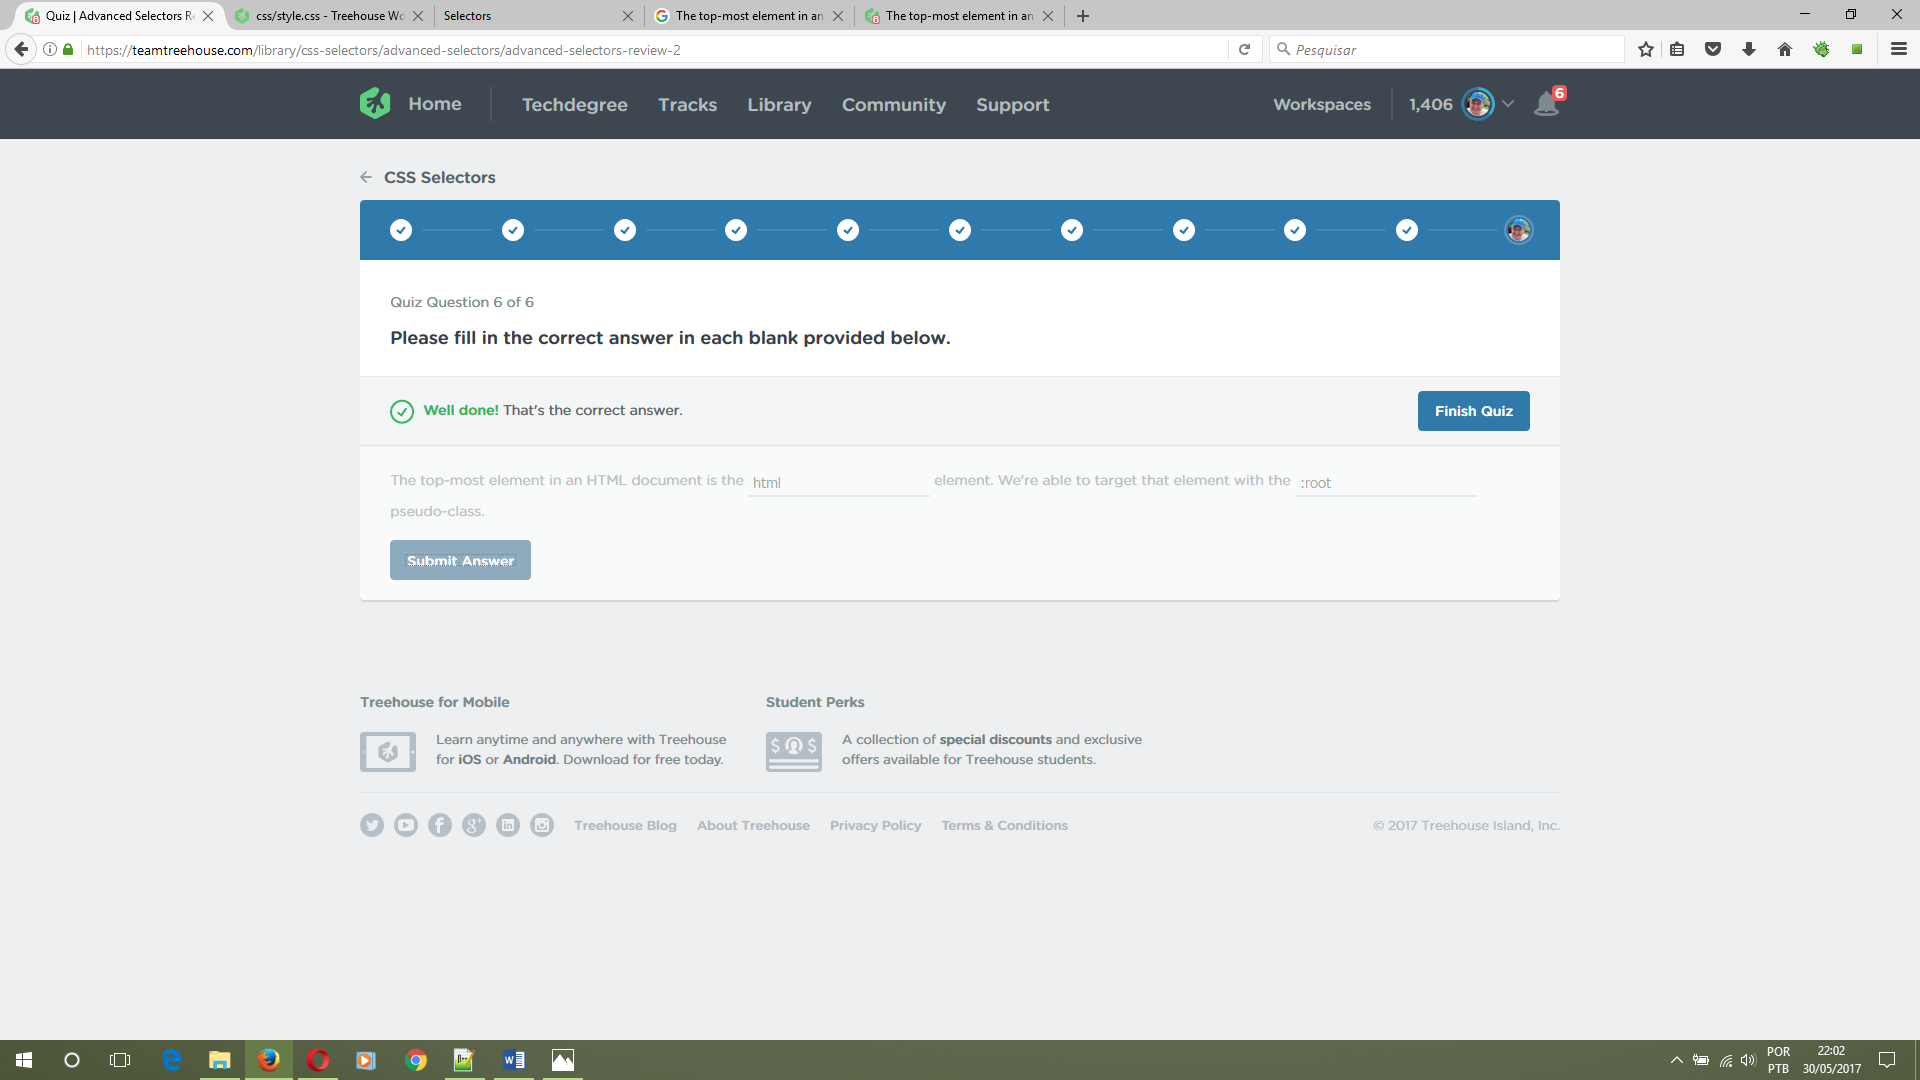 Quiz | Advanced Selectors R
css/style.css - Treehouse Wo
Selectors
The top-most element in an
The top-most element in an
https://teamtreehouse.com/library/css-selectors/advanced-selectors/advanced-selectors-review-2
Pesquisar
Home
Techdegree
Tracks
Library
Community
Support
Workspaces
1,406
6
CSS Selectors
Quiz Question 6 of 6
Please fill in the correct answer in each blank provided below.
Well done! That's the correct answer.
Finish Quiz
The top-most element in an HTML document is the html element. We're able to target that element with the :root
pseudo-class.
Submit Answer
Treehouse for Mobile
Learn anytime and anywhere with Treehouse
for iOS or Android. Download for free today.
Student Perks
A collection of special discounts and exclusive
offers available for Treehouse students.
Treehouse Blog
About Treehouse
Privacy Policy
Terms & Conditions
© 2017 Treehouse Island, Inc.
POR
PTB
22:02
30/05/2017